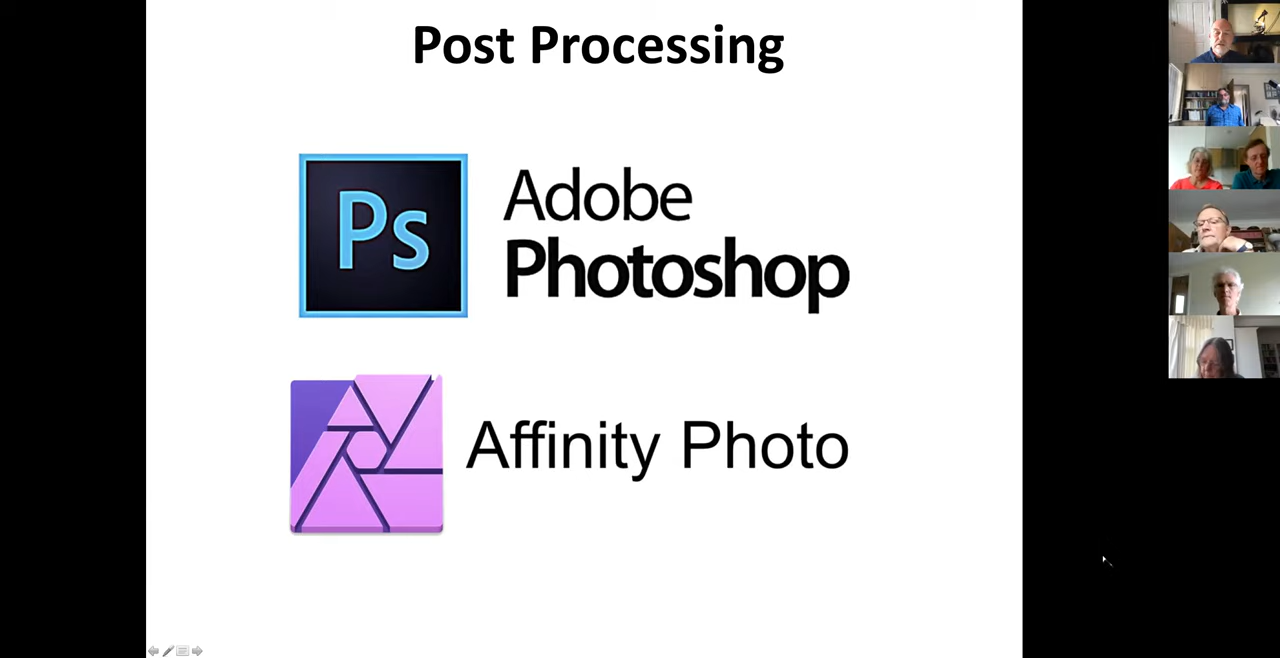 Post Processing
Ps
Adobe
Photoshop
Affinity Photo